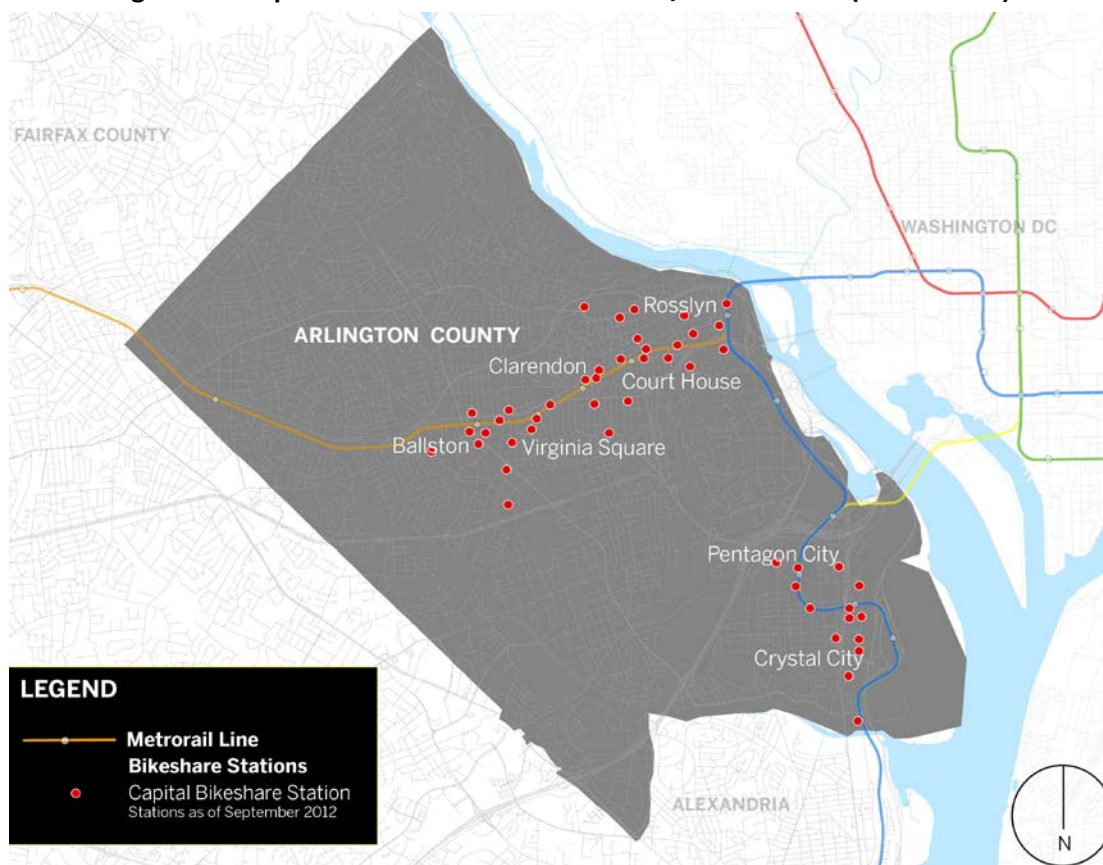 FAIRFAX COUNTY
WASHINGTON DC
Rosslyn
ARLINGTON COUNTY
Clarendon
Court House
Ballston
Virginia Square
Pentagon City
Crystal City
LEGEND
Metrorail Line
Bikeshare Stations
Capital Bikeshare Station
Stations as of September 2012
ALEXANDRIA
N